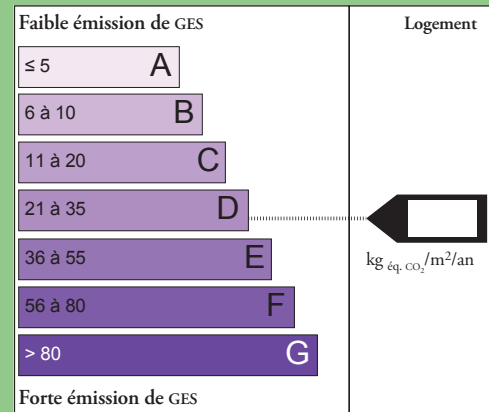 Faible émission de GES
Logement
≤ 5 A
6 à 10 B
11 à 20 C
21 à 35 D
36 à 55 E
56 à 80 F
> 80 G
kg éq. CO₂/m²/an
Forte émission de GES